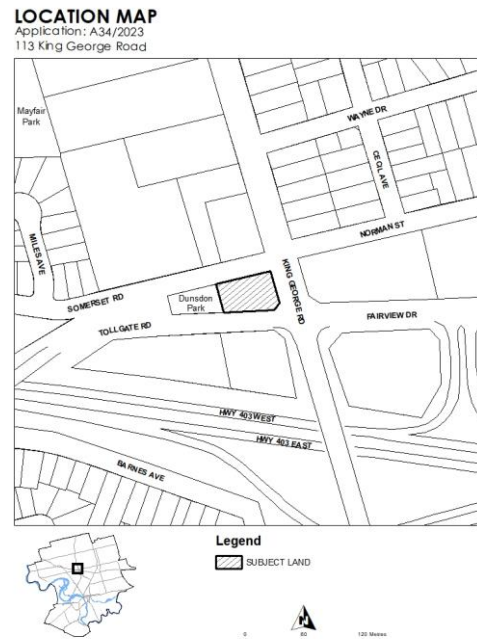 LOCATION MAP
Application: A34/2023
113 King George Road
Mayfair
Park
WAYNE DR
CECIL AVE
NORMAN ST
MILES AVE
SOMERSET RD
Dunsdon
Park
KING GEORGE RD
FAIRVIEW DR
TOLLGATE RD
HWY 403 WEST
HWY 403 EAST
BARNES AVE
Legend
SUBJECT LAND
N
0 60 120 Metres